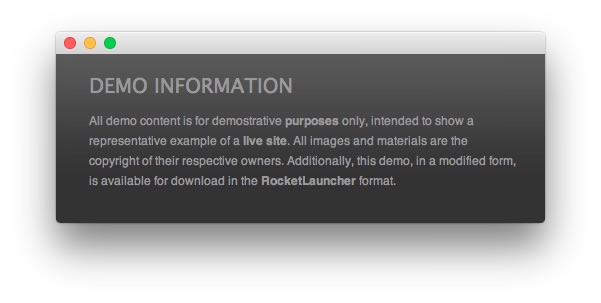 DEMO INFORMATION
All demo content is for demostrative purposes only, intended to show a
representative example of a live site. All images and materials are the
copyright of their respective owners. Additionally, this demo, in a modified form,
is available for download in the RocketLauncher format.